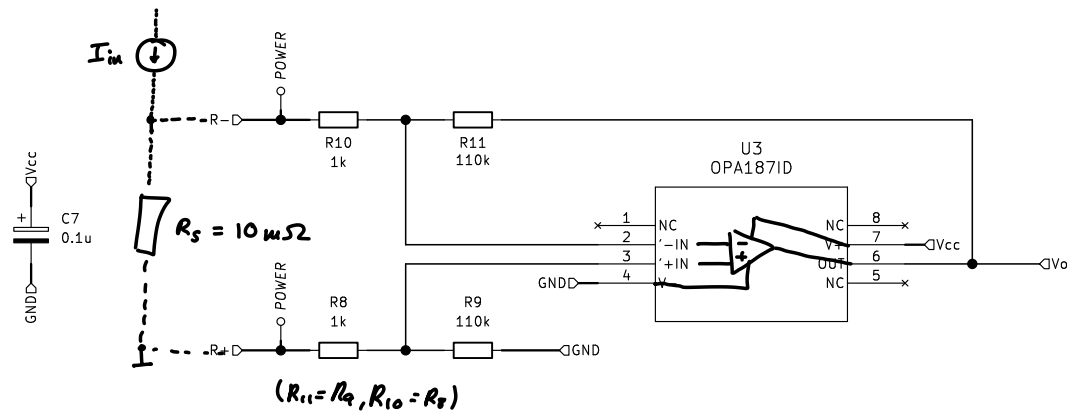 Iin
POWER
R-
R10
1k
R11
110k
U3
OPA187ID
Vcc
+
C7
0.1u
GND
Rs = 10 mΩ
1
NC
NC
8
2
'-IN
V+
7
Vcc
3
'+IN
OUT
6
Vo
GND
4
V-
NC
5
POWER
R8
1k
R9
110k
R+
GND
(R11=R9, R10=R8)